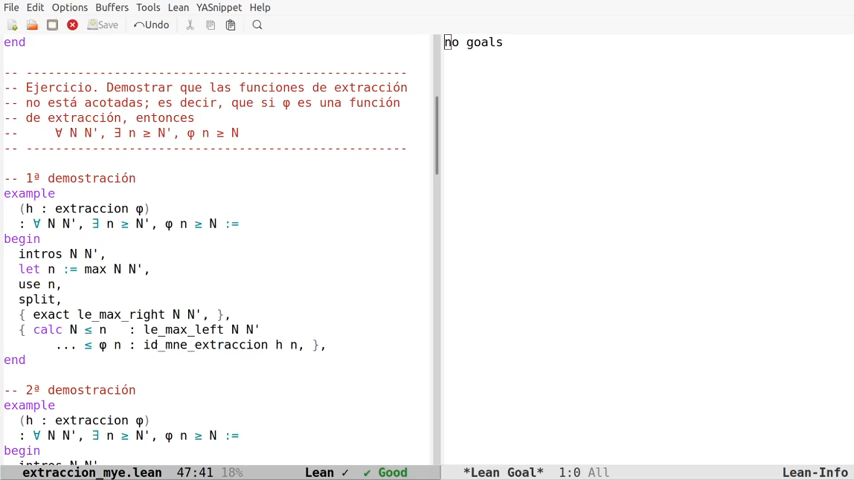 File Edit Options Buffers Tools Lean YASnippet Help
Save Undo
end
-- -----------------------------------------------------
-- Ejercicio. Demostrar que las funciones de extracción
-- no está acotadas; es decir, que si φ es una función
-- de extracción, entonces
--     ∀ N N', ∃ n ≥ N', φ n ≥ N
-- -----------------------------------------------------
-- 1ª demostración
example
  (h : extraccion φ)
  : ∀ N N', ∃ n ≥ N', φ n ≥ N :=
begin
  intros N N',
  let n := max N N',
  use n,
  split,
  { exact le_max_right N N', },
  { calc N ≤ n   : le_max_left N N'
       ... ≤ φ n : id_mne_extraccion h n, },
end
-- 2ª demostración
example
  (h : extraccion φ)
  : ∀ N N', ∃ n ≥ N', φ n ≥ N :=
begin
  intros N N',
extraccion_mye.lean 47:41 18% Lean ✓ ✔ Good
no goals
*Lean Goal* 1:0 All Lean-Info